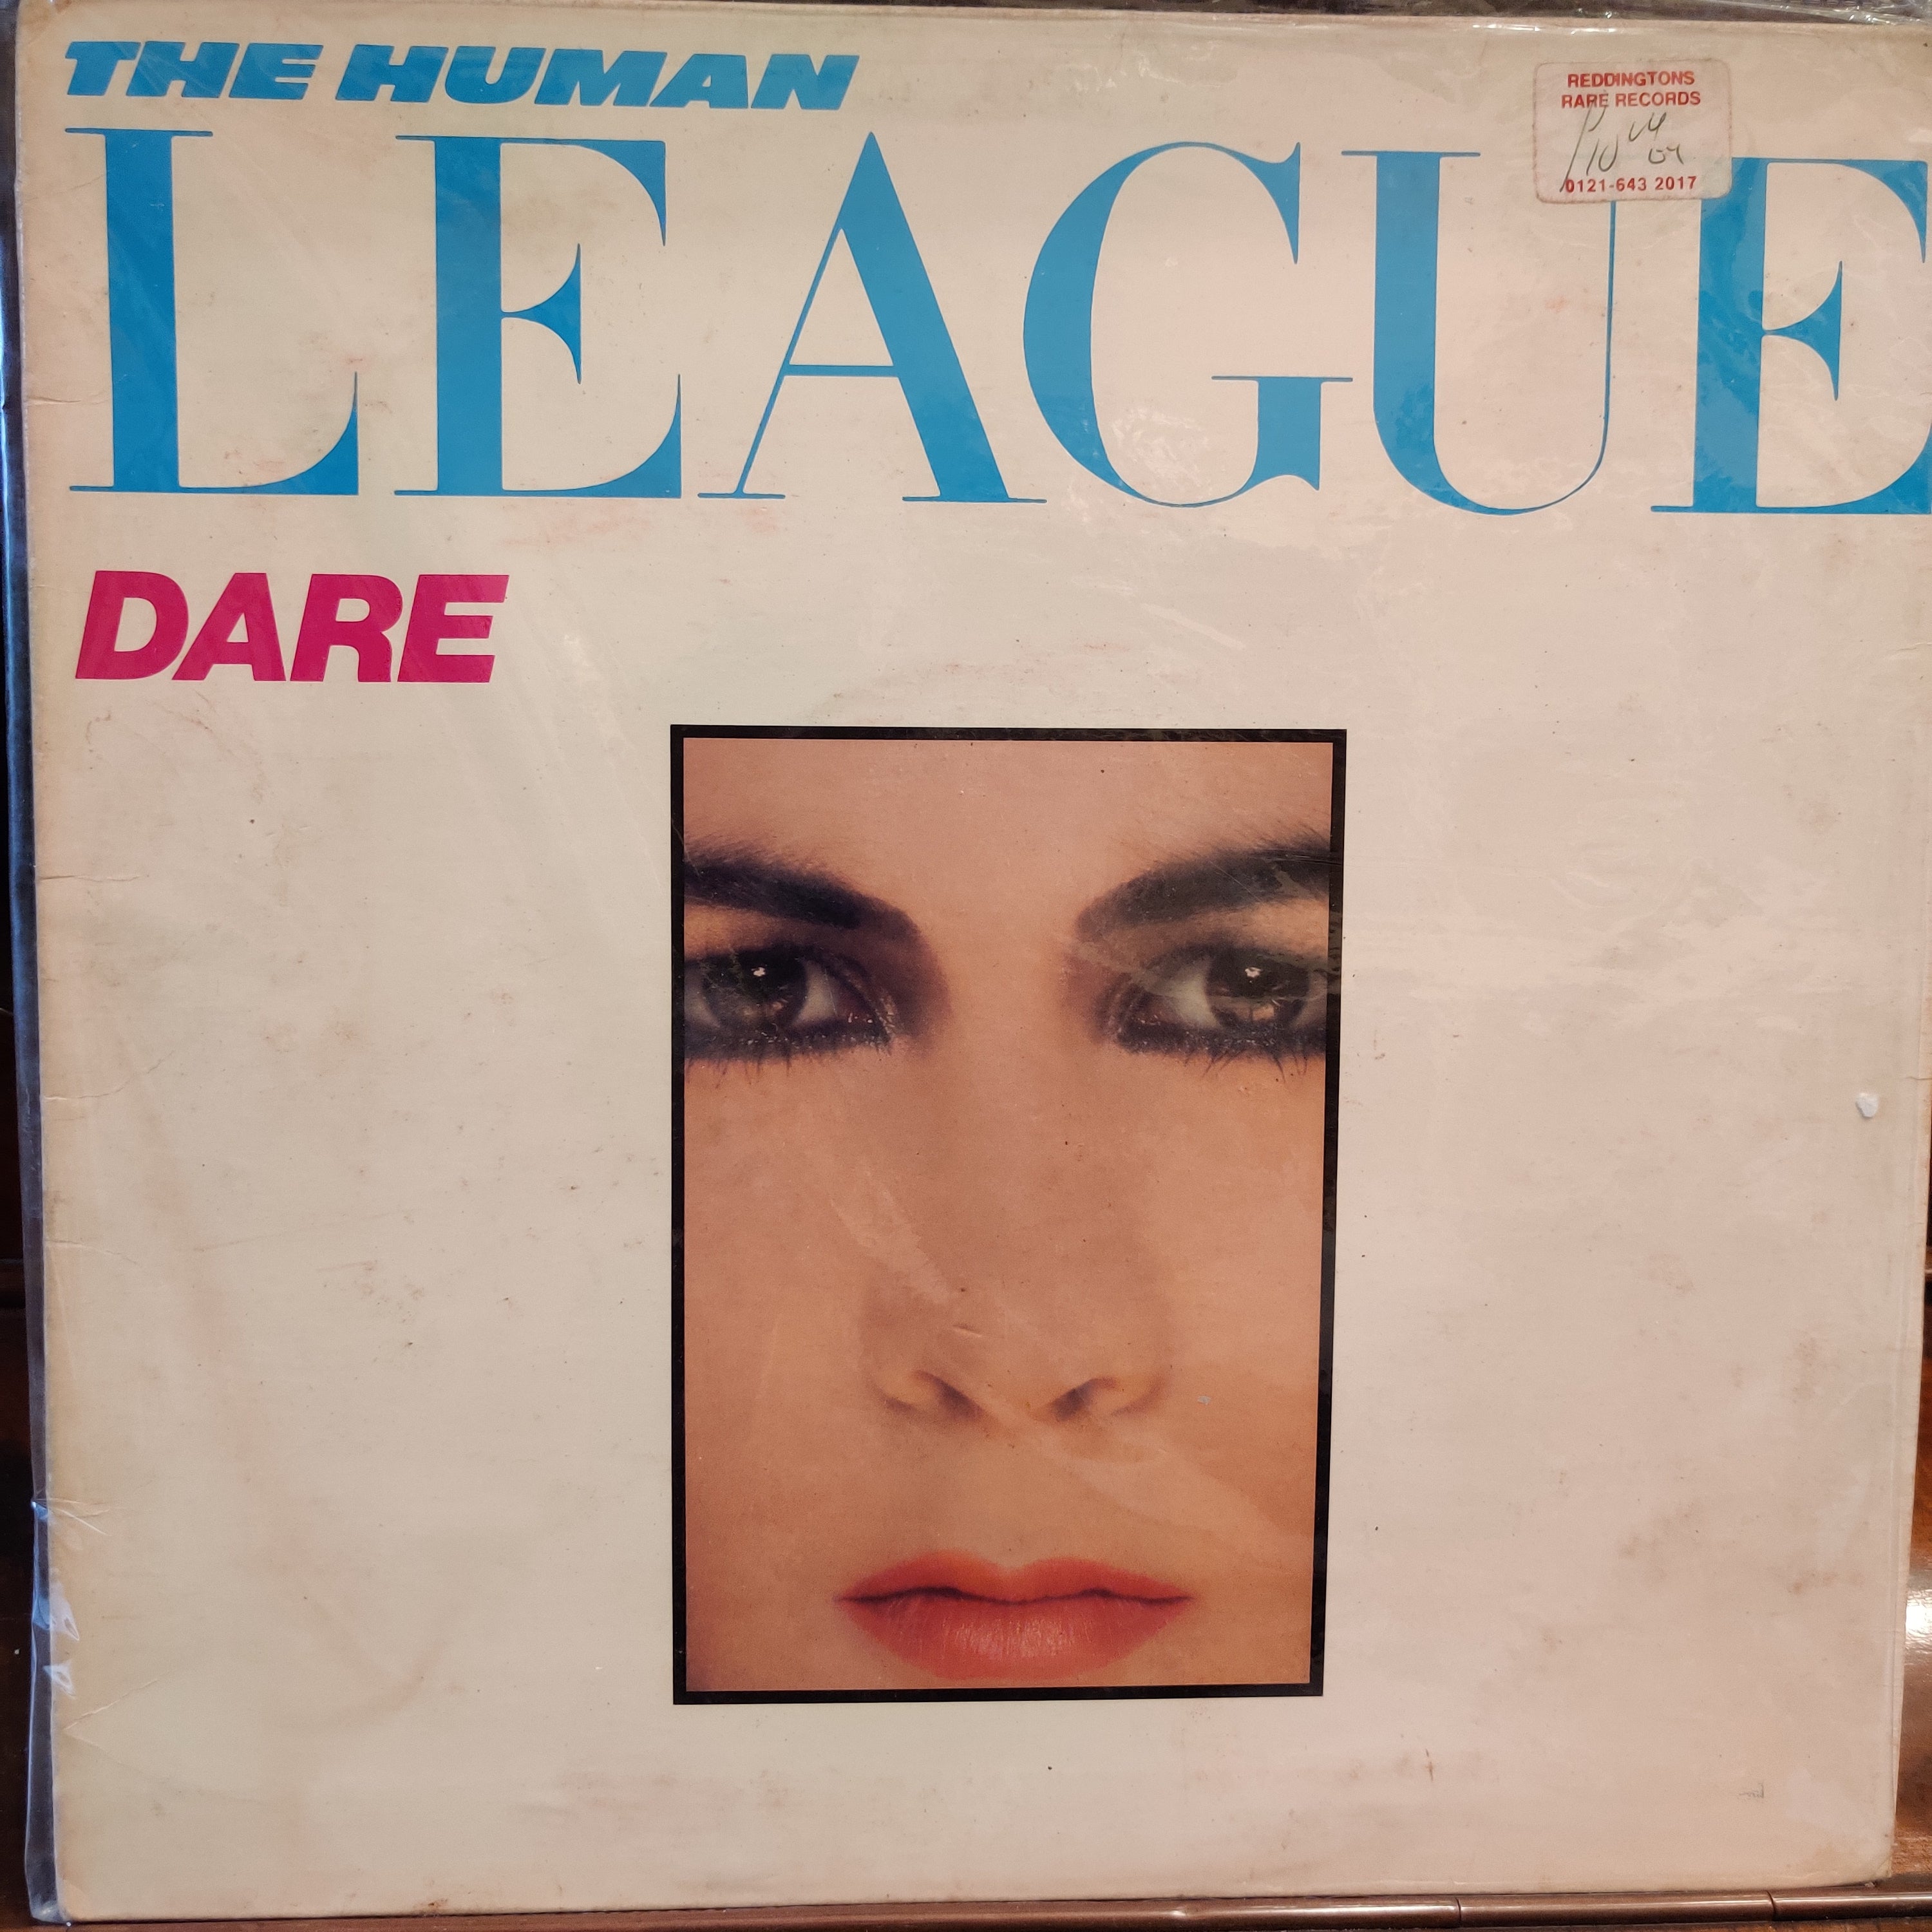 THE HUMAN
LEAGUE
REDDINGTONS
RARE RECORDS
0121-643 2017
DARE